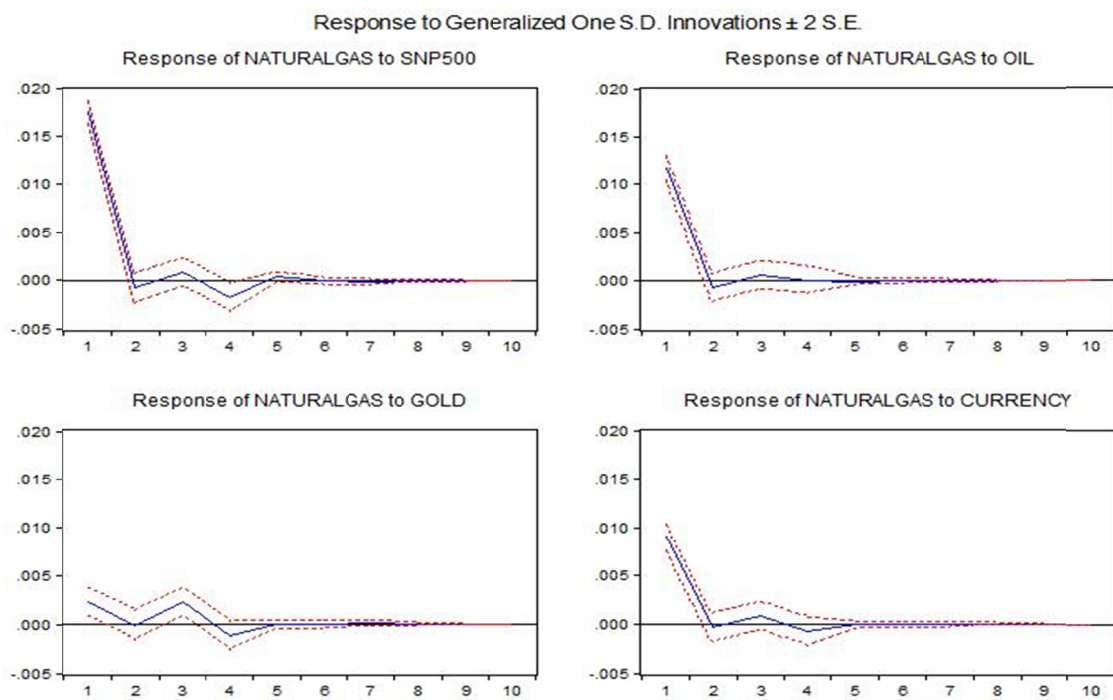 Response to Generalized One S.D. Innovations ± 2 S.E.
Response of NATURALGAS to SNP500
.020
.015
.010
.005
.000
-.005
1 2 3 4 5 6 7 8 9 10
Response of NATURALGAS to OIL
.020
.015
.010
.005
.000
-.005
1 2 3 4 5 6 7 8 9 10
Response of NATURALGAS to GOLD
.020
.015
.010
.005
.000
-.005
1 2 3 4 5 6 7 8 9 10
Response of NATURALGAS to CURRENCY
.020
.015
.010
.005
.000
-.005
1 2 3 4 5 6 7 8 9 10